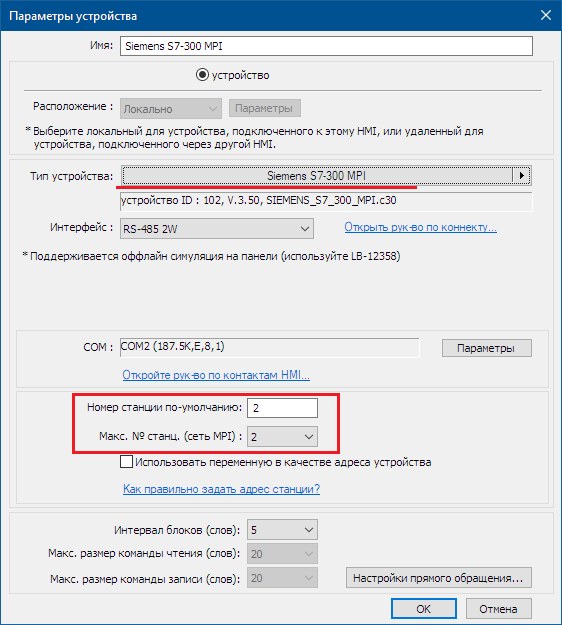 Параметры устройства
Имя: Siemens S7-300 MPI
устройство
Расположение : Локально Параметры
* Выберите локальный для устройства, подключенного к этому HMI, или удаленный для
устройства, подключенного через другой HMI.
Тип устройства: Siemens S7-300 MPI
устройство ID : 102, V.3.50, SIEMENS_S7_300_MPI.c30
Интерфейс : RS-485 2W Открыть рук-во по коннекту...
* Поддерживается оффлайн симуляция на панели (используйте LB-12358)
COM : COM2 (187.5K,E,8,1) Параметры
Откройте рук-во по контактам HMI...
Номер станции по-умолчанию: 2
Макс. № станц. (сеть MPI) : 2
Использовать переменную в качестве адреса устройства
Как правильно задать адрес станции?
Интервал блоков (слов): 5
Макс. размер команды чтения (слов): 20
Макс. размер команды записи (слов): 20 Настройки прямого обращения...
OK Отмена